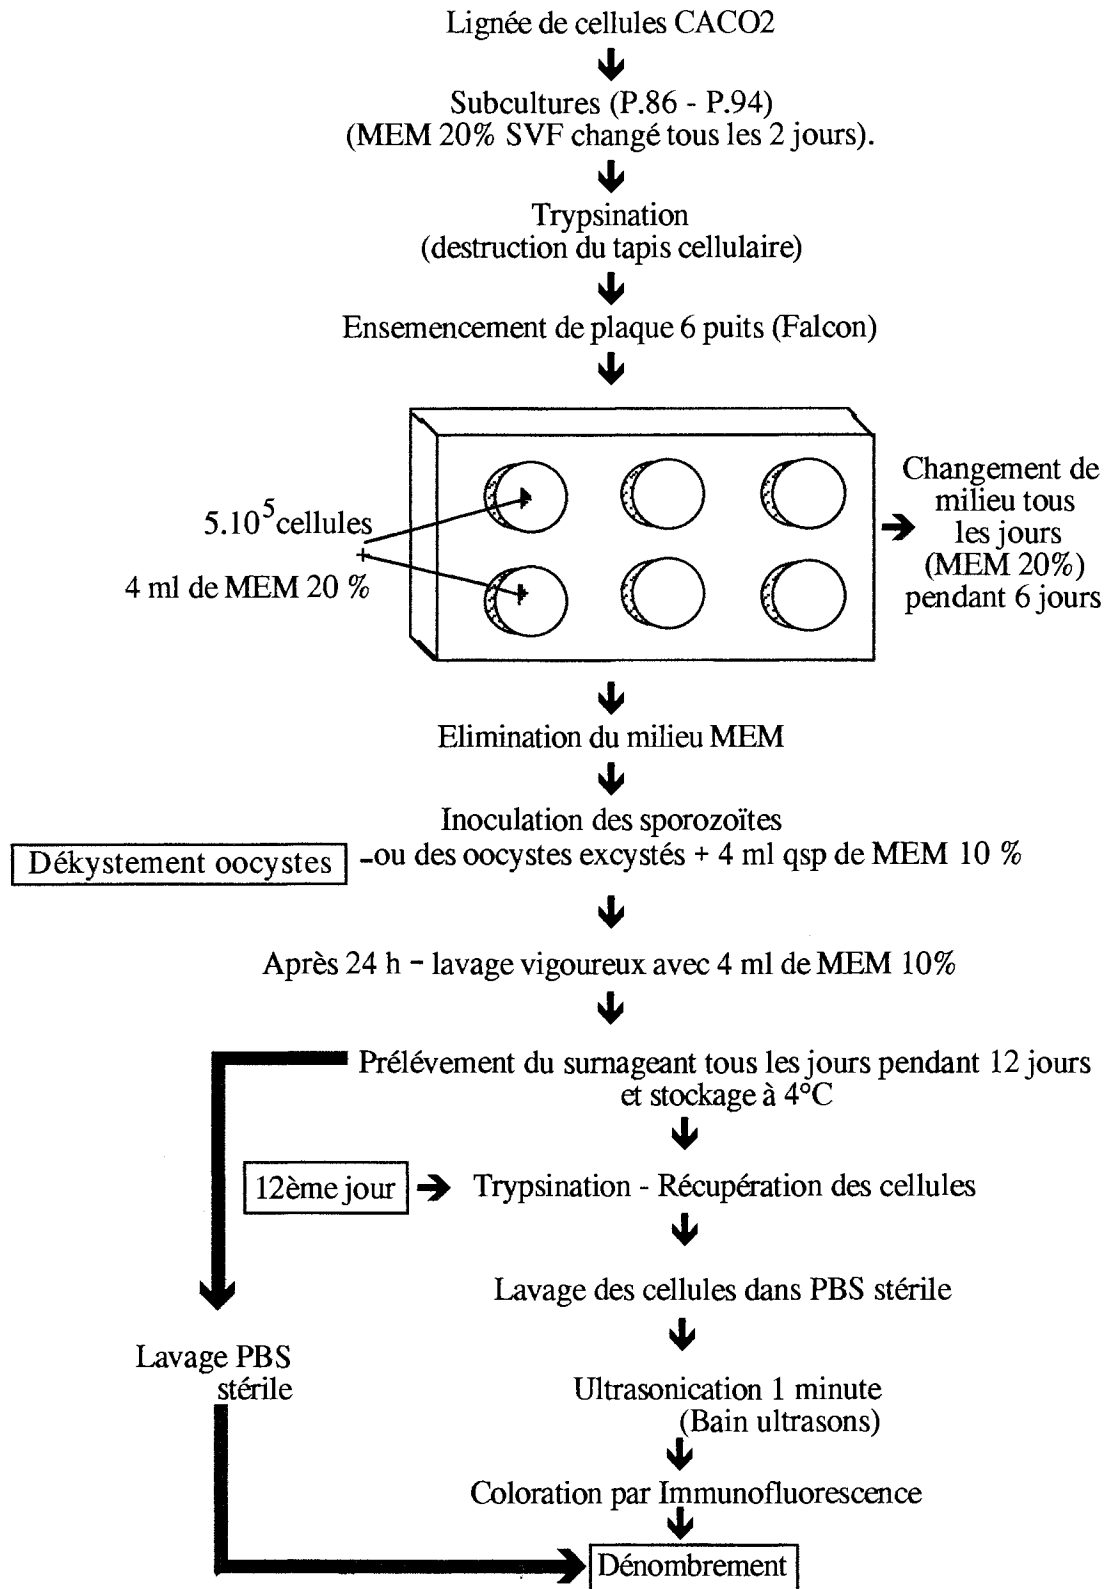 Lignée de cellules CACO2
Subcultures (P.86 - P.94)
(MEM 20% SVF changé tous les 2 jours).
Trypsination
(destruction du tapis cellulaire)
Ensemencement de plaque 6 puits (Falcon)
5.10^5 cellules
+
4 ml de MEM 20 %
Changement de
milieu tous
les jours
(MEM 20%)
pendant 6 jours
Elimination du milieu MEM
Inoculation des sporozoïtes
Dékystement oocystes -ou des oocystes excystés + 4 ml qsp de MEM 10 %
Après 24 h - lavage vigoureux avec 4 ml de MEM 10%
Prélévement du surnageant tous les jours pendant 12 jours
et stockage à 4°C
12ème jour Trypsination - Récupération des cellules
Lavage des cellules dans PBS stérile
Lavage PBS
stérile
Ultrasonication 1 minute
(Bain ultrasons)
Coloration par Immunofluorescence
Dénombrement